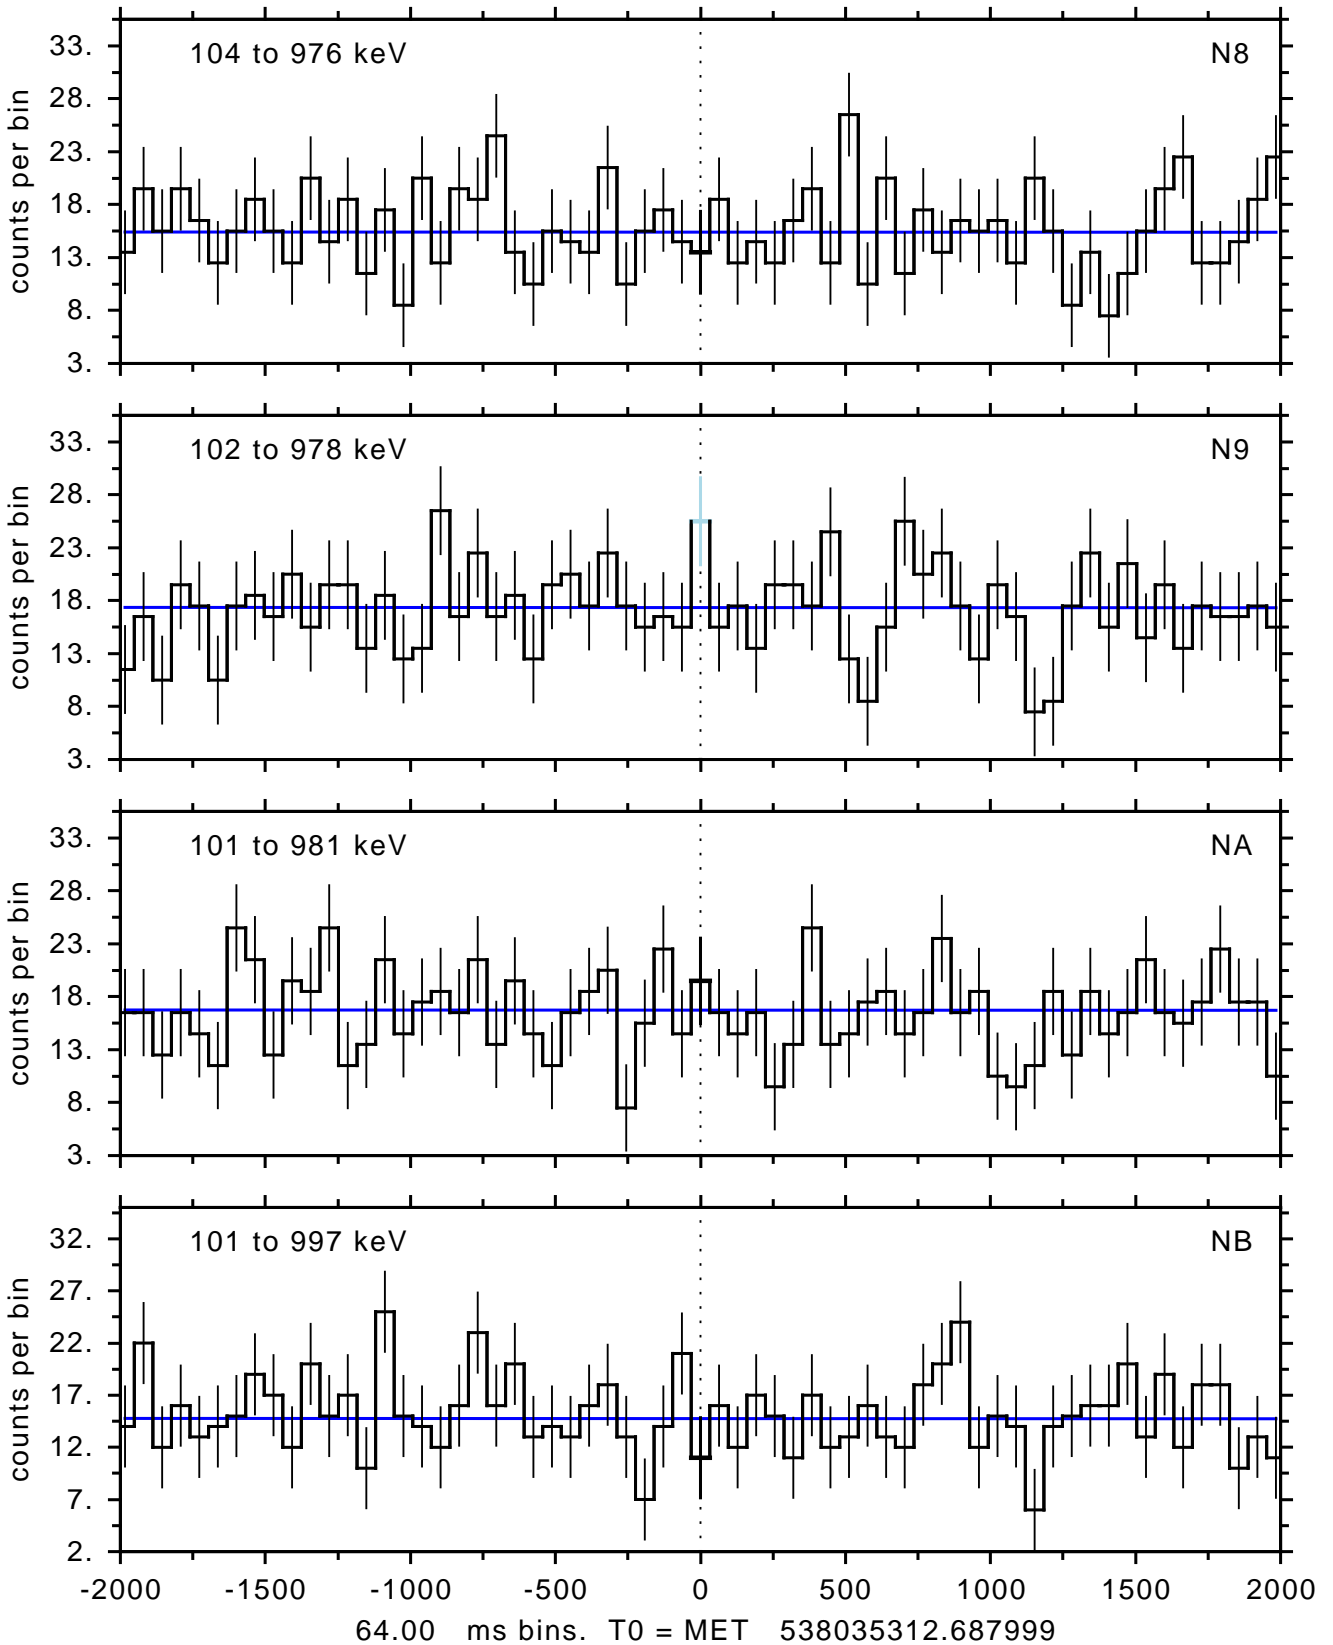 104 to 976 keV N8
33.
28.
23.
18.
13.
8.
3.
counts per bin
102 to 978 keV N9
33.
28.
23.
18.
13.
8.
3.
counts per bin
101 to 981 keV NA
33.
28.
23.
18.
13.
8.
3.
counts per bin
101 to 997 keV NB
32.
27.
22.
17.
12.
7.
2.
counts per bin
-2000 -1500 -1000 -500 0 500 1000 1500 2000
64.00 ms bins. T0 = MET 538035312.687999